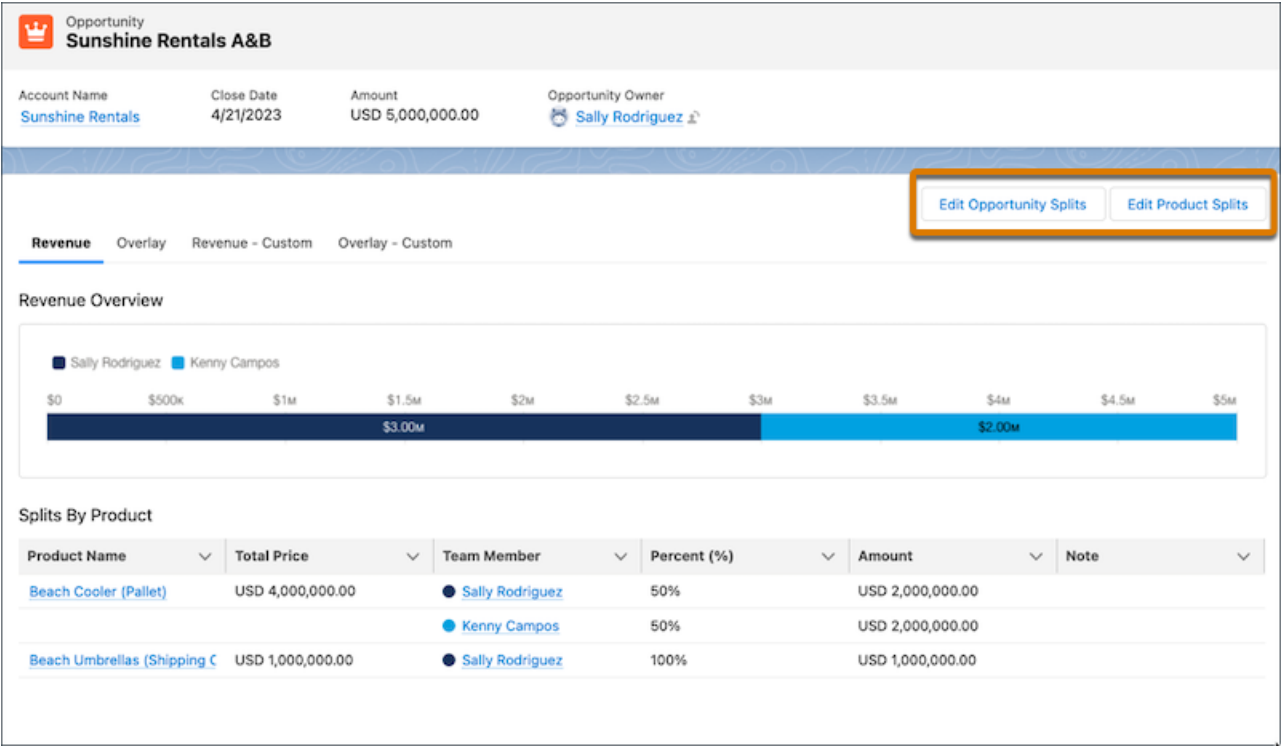 Opportunity
Sunshine Rentals A&B
Account Name Close Date Amount Opportunity Owner
Sunshine Rentals 4/21/2023 USD 5,000,000.00 Sally Rodriguez
Edit Opportunity Splits Edit Product Splits
Revenue Overlay Revenue - Custom Overlay - Custom
Revenue Overview
Sally Rodriguez Kenny Campos
$0 $500K $1M $1.5M $2M $2.5M $3M $3.5M $4M $4.5M $5M
$3.00M $2.00M
Splits By Product
Product Name Total Price Team Member Percent (%) Amount Note
Beach Cooler (Pallet) USD 4,000,000.00 Sally Rodriguez 50% USD 2,000,000.00
Kenny Campos 50% USD 2,000,000.00
Beach Umbrellas (Shipping C USD 1,000,000.00 Sally Rodriguez 100% USD 1,000,000.00